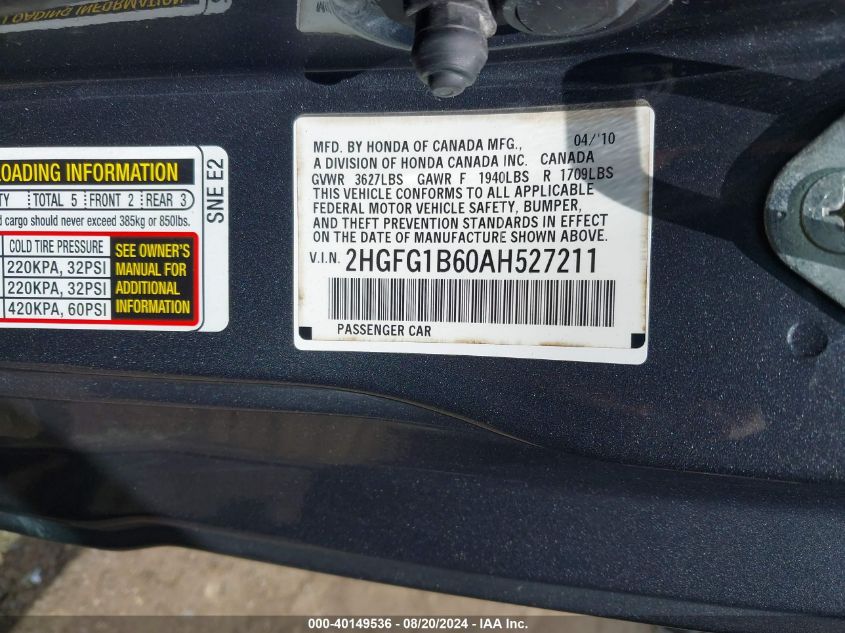 LOADING INFORMATION
OADING INFORMATION
TY TOTAL 5 FRONT 2 REAR 3
d cargo should never exceed 385kg or 850lbs.
COLD TIRE PRESSURE
220KPA, 32PSI
220KPA, 32PSI
420KPA, 60PSI
SEE OWNER'S
MANUAL FOR
ADDITIONAL
INFORMATION
SNE E2
MFD. BY HONDA OF CANADA MFG., 04/'10
A DIVISION OF HONDA CANADA INC. CANADA
GVWR 3627LBS GAWR F 1940LBS R 1709LBS
THIS VEHICLE CONFORMS TO ALL APPLICABLE
FEDERAL MOTOR VEHICLE SAFETY, BUMPER,
AND THEFT PREVENTION STANDARDS IN EFFECT
ON THE DATE OF MANUFACTURE SHOWN ABOVE.
V.I.N. 2HGFG1B60AH527211
PASSENGER CAR
000-40149536 - 08/20/2024 - IAA Inc.